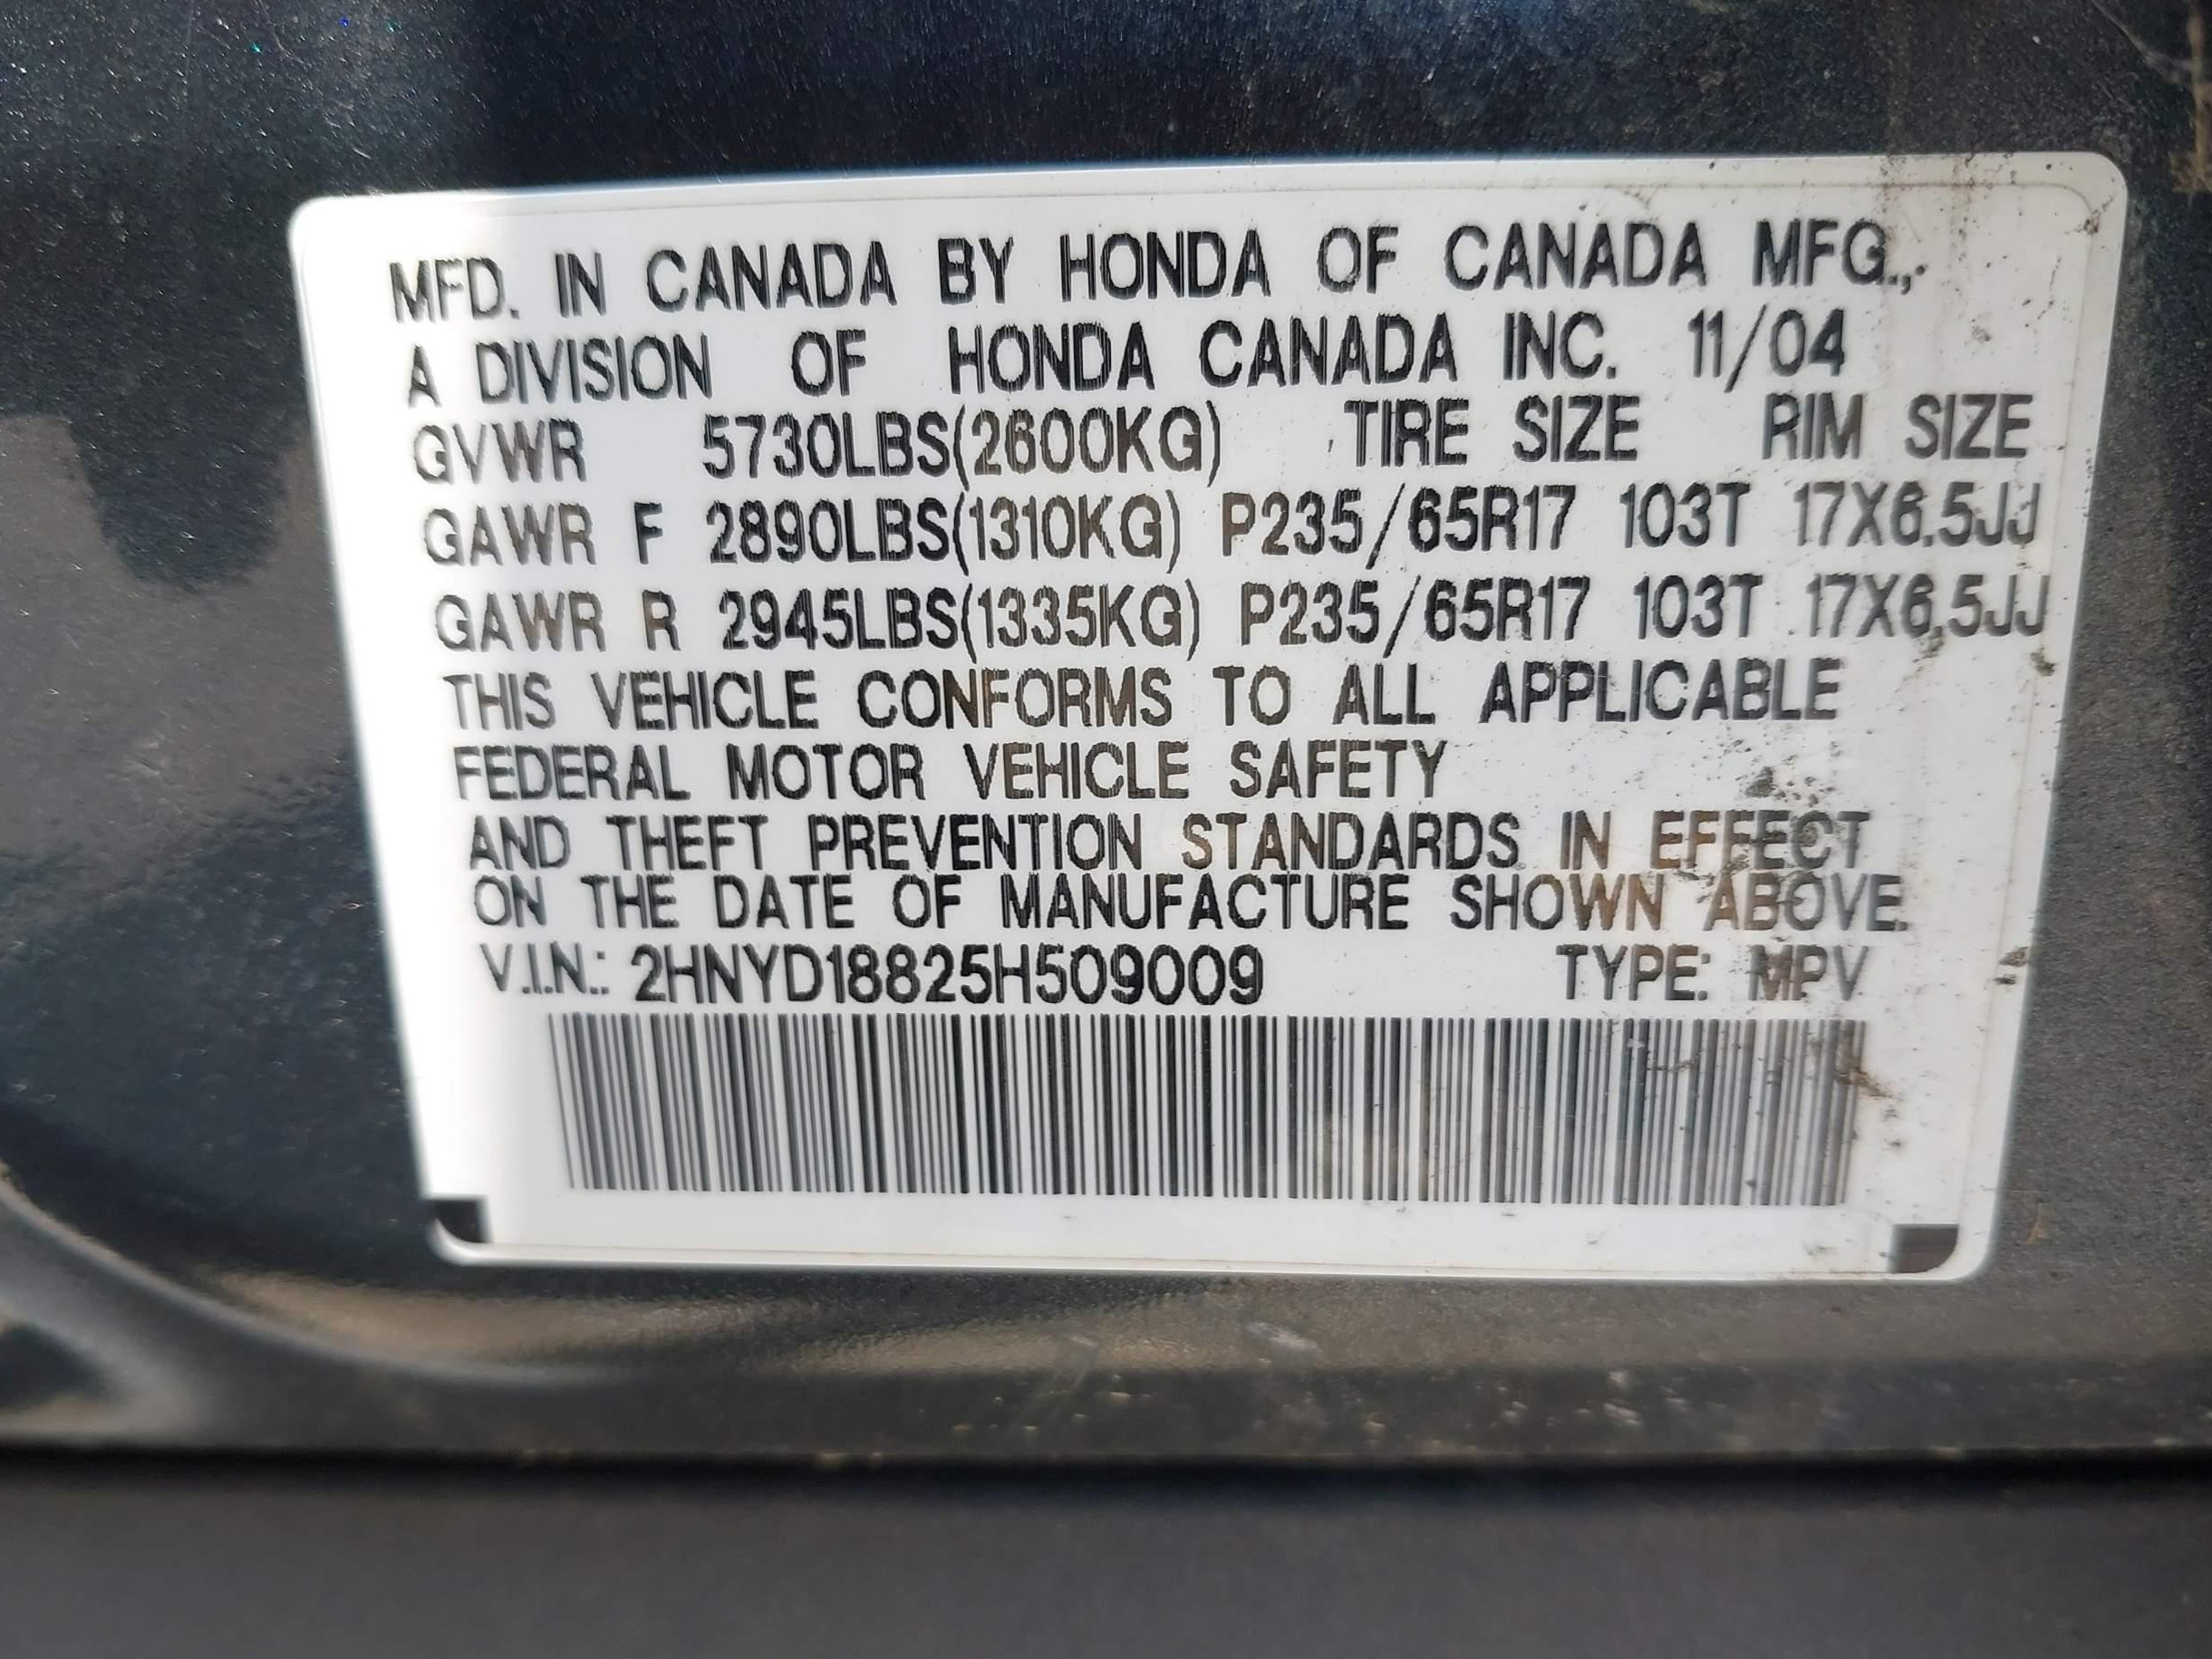 MFD. IN CANADA BY HONDA OF CANADA MFG.,
A DIVISION OF HONDA CANADA INC. 11/04
GVWR 5730LBS(2600KG) TIRE SIZE RIM SIZE
GAWR F 2890LBS(1310KG) P235/65R17 103T 17X6.5JJ
GAWR R 2945LBS(1335KG) P235/65R17 103T 17X6.5JJ
THIS VEHICLE CONFORMS TO ALL APPLICABLE
FEDERAL MOTOR VEHICLE SAFETY
AND THEFT PREVENTION STANDARDS IN EFFECT
ON THE DATE OF MANUFACTURE SHOWN ABOVE.
V.I.N.: 2HNYD18825H509009 TYPE: MPV